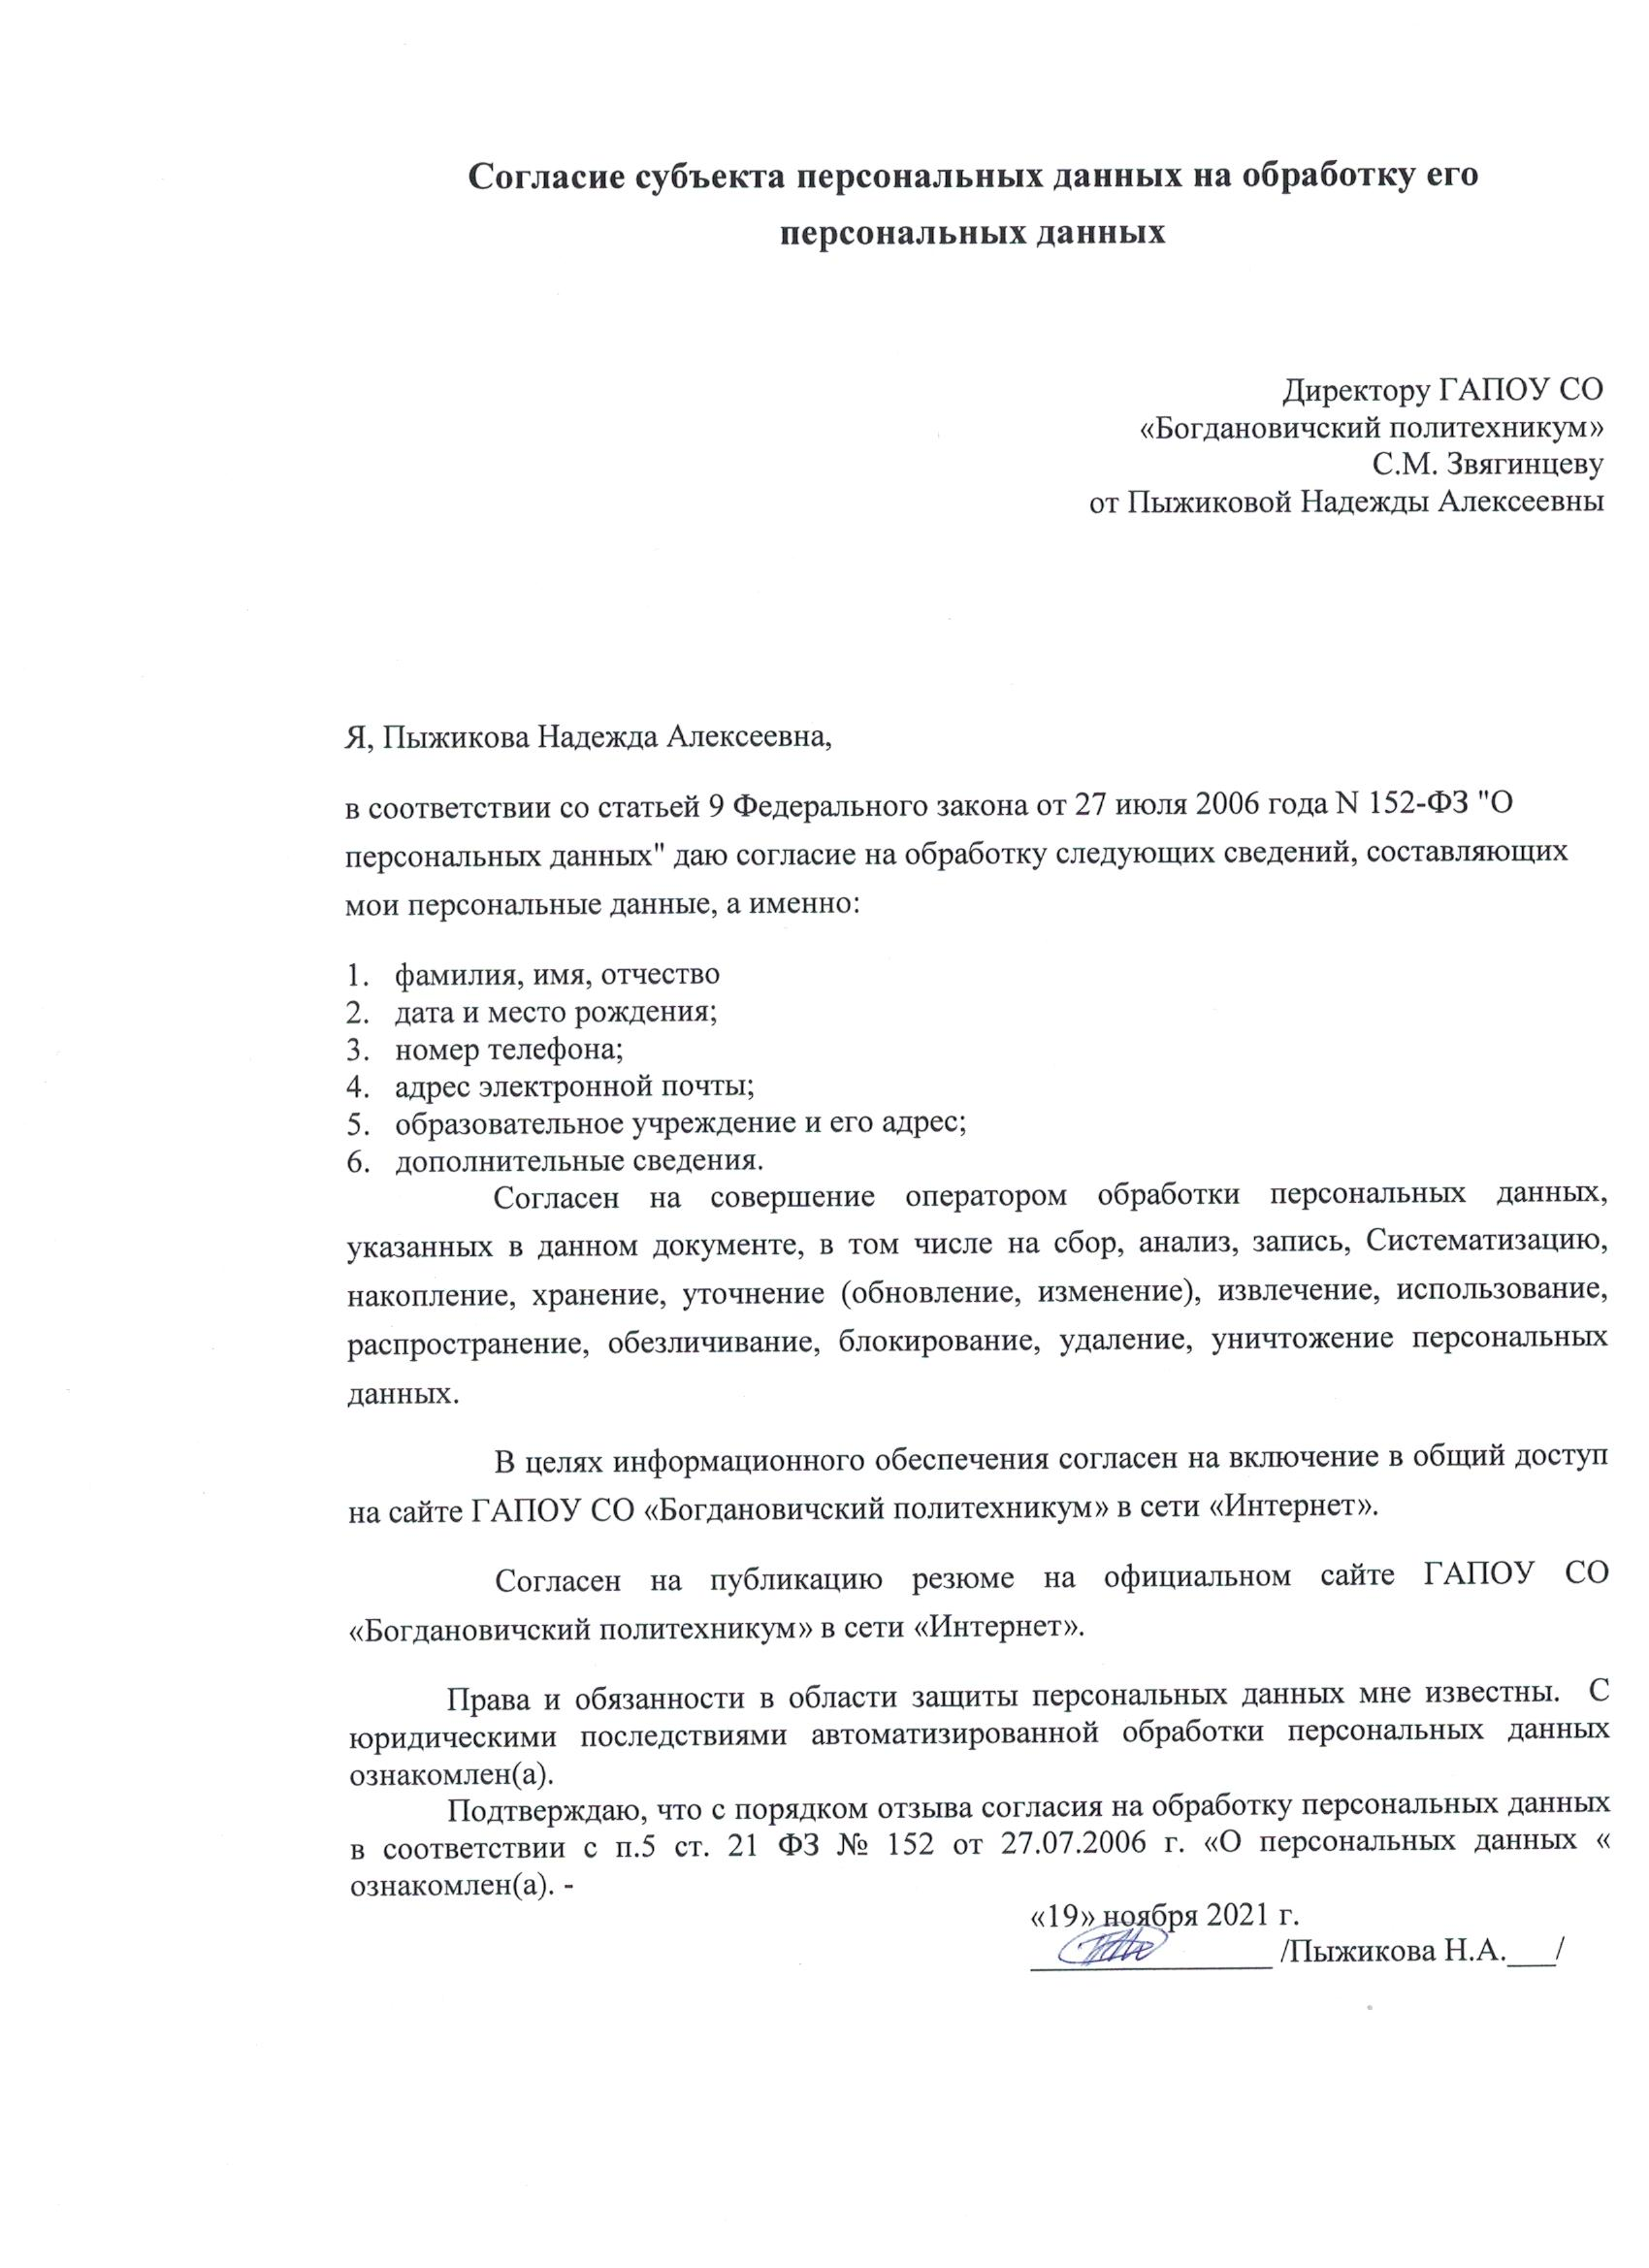 Согласие субъекта персональных данных на обработку его
персональных данных
Директору ГАПОУ СО
«Богдановичский политехникум»
С.М. Звягинцеву
от Пыжиковой Надежды Алексеевны
Я, Пыжикова Надежда Алексеевна,
в соответствии со статьей 9 Федерального закона от 27 июля 2006 года N 152-ФЗ "О
персональных данных" даю согласие на обработку следующих сведений, составляющих
мои персональные данные, а именно:
1. фамилия, имя, отчество
2. дата и место рождения;
3. номер телефона;
4. адрес электронной почты;
5. образовательное учреждение и его адрес;
6. дополнительные сведения.
Согласен на совершение оператором обработки персональных данных,
указанных в данном документе, в том числе на сбор, анализ, запись, Систематизацию,
накопление, хранение, уточнение (обновление, изменение), извлечение, использование,
распространение, обезличивание, блокирование, удаление, уничтожение персональных
данных.
В целях информационного обеспечения согласен на включение в общий доступ
на сайте ГАПОУ СО «Богдановичский политехникум» в сети «Интернет».
Согласен на публикацию резюме на официальном сайте ГАПОУ СО
«Богдановичский политехникум» в сети «Интернет».
Права и обязанности в области защиты персональных данных мне известны. С
юридическими последствиями автоматизированной обработки персональных данных
ознакомлен(а).
Подтверждаю, что с порядком отзыва согласия на обработку персональных данных
в соответствии с п.5 ст. 21 ФЗ № 152 от 27.07.2006 г. «О персональных данных «
ознакомлен(а). -
«19» ноября 2021 г.
_______________ /Пыжикова Н.А.___/